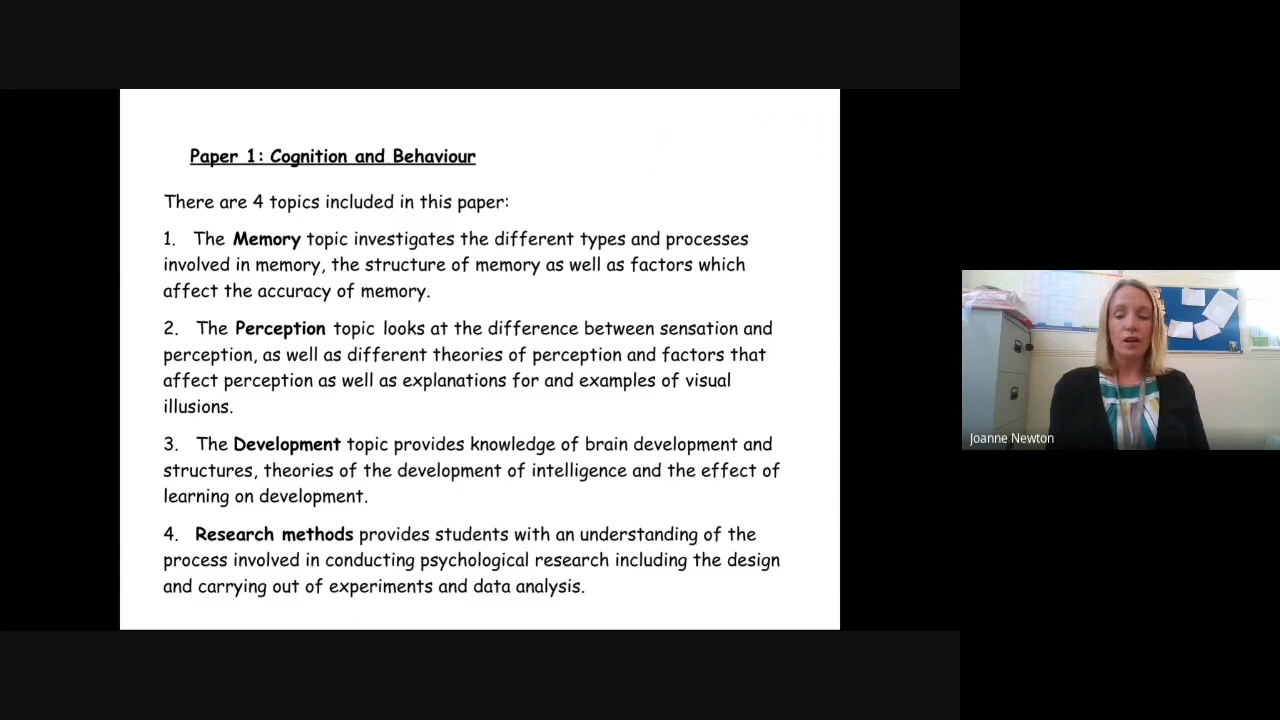 Paper 1: Cognition and Behaviour
There are 4 topics included in this paper:
1. The Memory topic investigates the different types and processes
involved in memory, the structure of memory as well as factors which
affect the accuracy of memory.
2. The Perception topic looks at the difference between sensation and
perception, as well as different theories of perception and factors that
affect perception as well as explanations for and examples of visual
illusions.
3. The Development topic provides knowledge of brain development and
structures, theories of the development of intelligence and the effect of
learning on development.
4. Research methods provides students with an understanding of the
process involved in conducting psychological research including the design
and carrying out of experiments and data analysis.
Joanne Newton